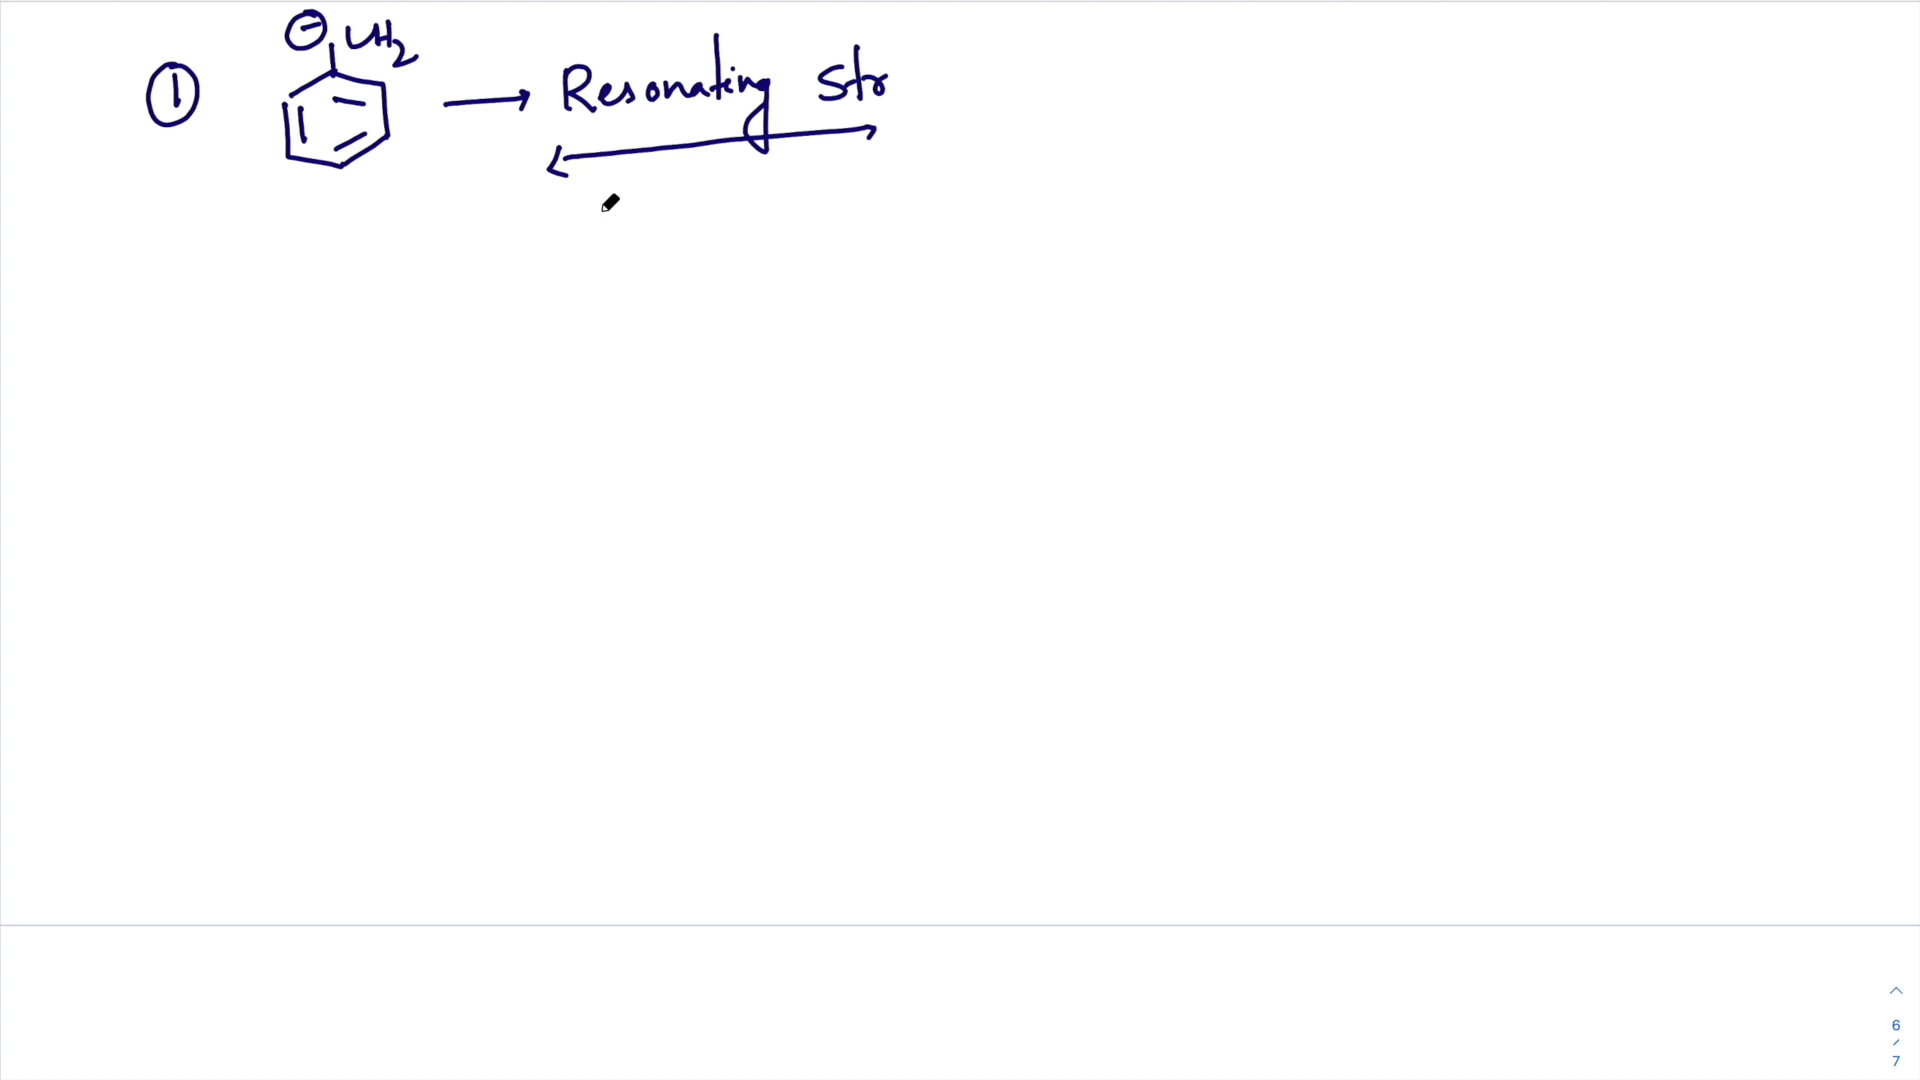 ⊖ CH2
① → Resonating Str
6
/
7